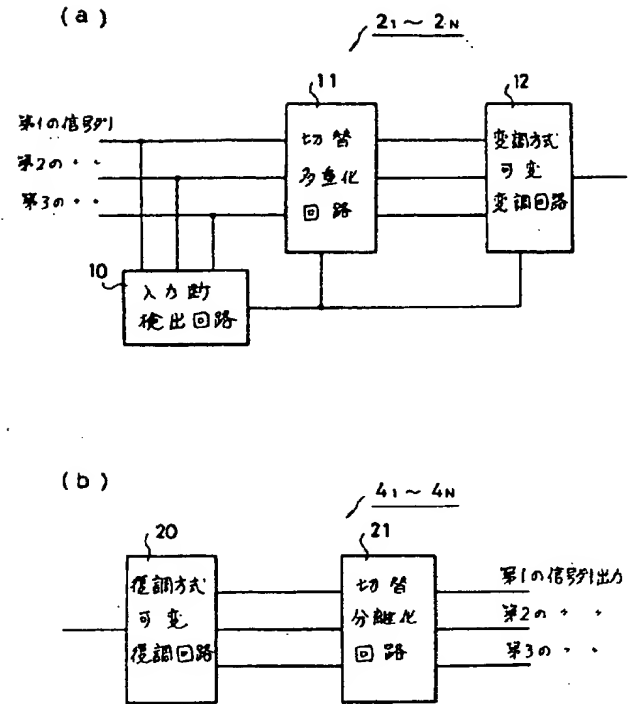 (a)
2₁～2ɴ
11
12
第1の信号列
第2の 〃 〃
第3の 〃 〃
切替
多重化
回路
変調方式
可変
変調回路
10
入力断
検出回路
(b)
4₁～4ɴ
20
21
復調方式
可変
復調回路
切替
分離化
回路
第1の信号列出力
第2の 〃 〃
第3の 〃 〃